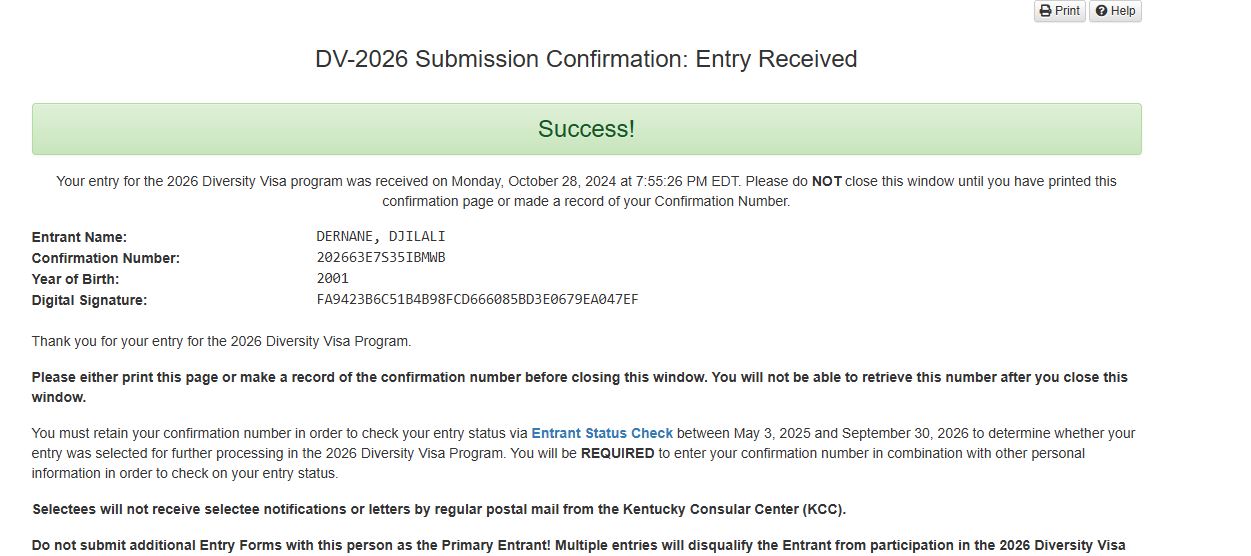 Print Help
DV-2026 Submission Confirmation: Entry Received
Success!
Your entry for the 2026 Diversity Visa program was received on Monday, October 28, 2024 at 7:55:26 PM EDT. Please do NOT close this window until you have printed this
confirmation page or made a record of your Confirmation Number.
Entrant Name: DERNANE, DJILALI
Confirmation Number: 202663E7S35IBMWB
Year of Birth: 2001
Digital Signature: FA9423B6C51B4B98FCD666085BD3E0679EA047EF
Thank you for your entry for the 2026 Diversity Visa Program.
Please either print this page or make a record of the confirmation number before closing this window. You will not be able to retrieve this number after you close this
window.
You must retain your confirmation number in order to check your entry status via Entrant Status Check between May 3, 2025 and September 30, 2026 to determine whether your
entry was selected for further processing in the 2026 Diversity Visa Program. You will be REQUIRED to enter your confirmation number in combination with other personal
information in order to check on your entry status.
Selectees will not receive selectee notifications or letters by regular postal mail from the Kentucky Consular Center (KCC).
Do not submit additional Entry Forms with this person as the Primary Entrant! Multiple entries will disqualify the Entrant from participation in the 2026 Diversity Visa